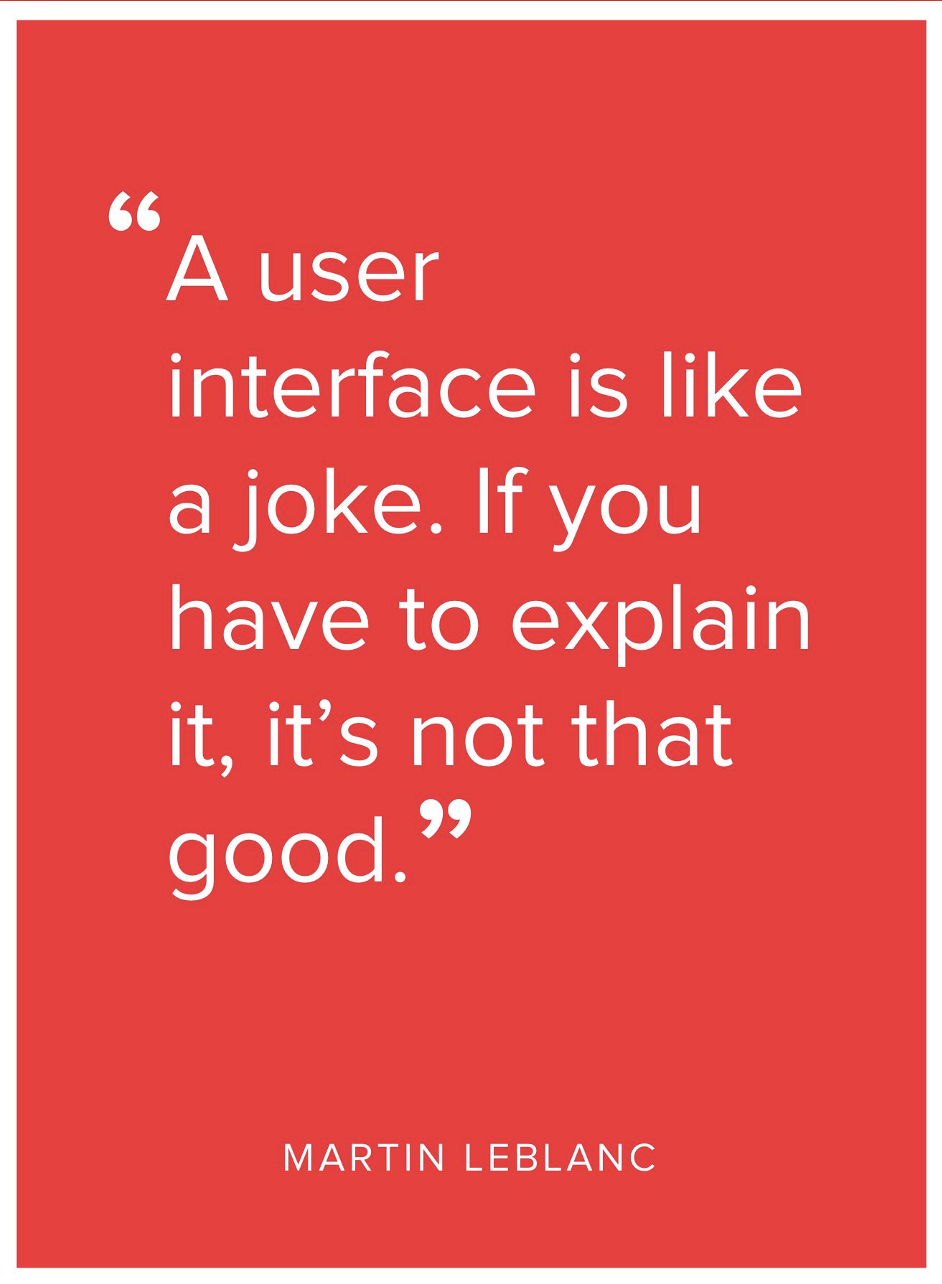 “A user
interface is like
a joke. If you
have to explain
it, it’s not that
good.”
MARTIN LEBLANC